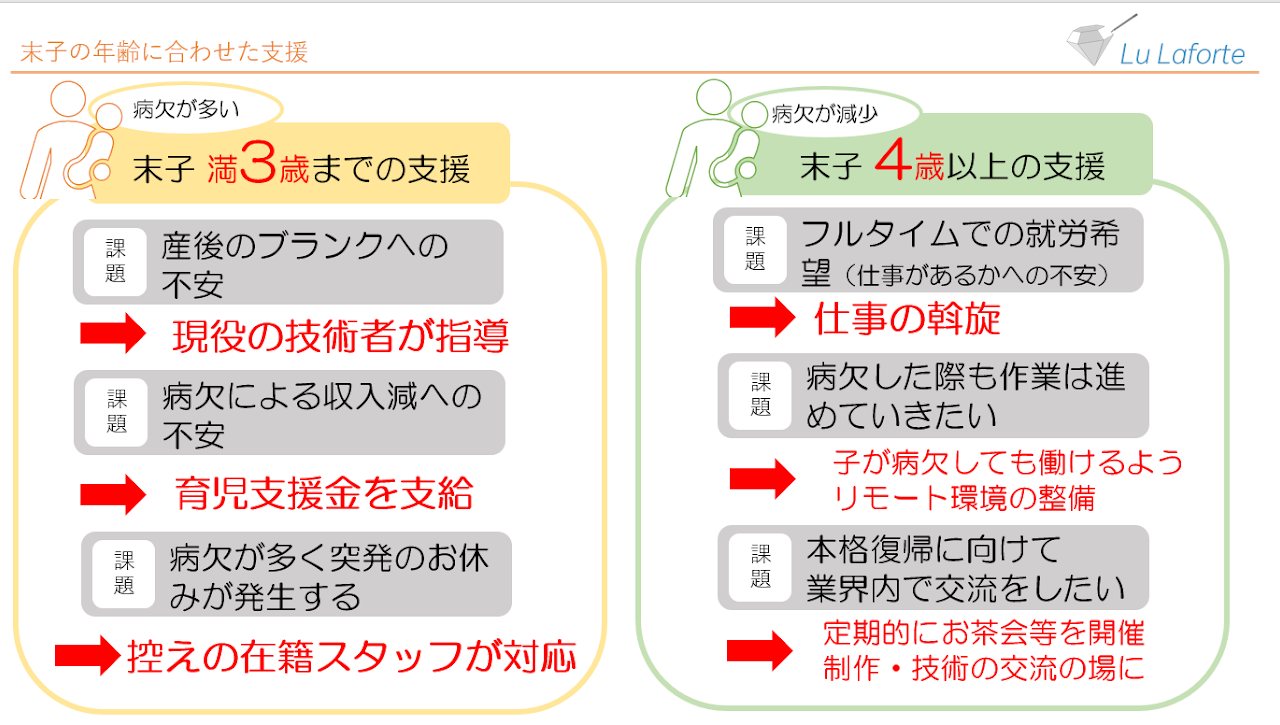 末子の年齢に合わせた支援
Lu Laforte
病欠が多い
末子 満3歳までの支援
課
題
産後のブランクへの
不安
現役の技術者が指導
課
題
病欠による収入減への
不安
育児支援金を支給
課
題
病欠が多く突発のお休
みが発生する
控えの在籍スタッフが対応
病欠が減少
末子 4歳以上の支援
課
題
フルタイムでの就労希
望（仕事があるかへの不安）
仕事の斡旋
課
題
病欠した際も作業は進
めていきたい
子が病欠しても働けるよう
リモート環境の整備
課
題
本格復帰に向けて
業界内で交流をしたい
定期的にお茶会等を開催
制作・技術の交流の場に